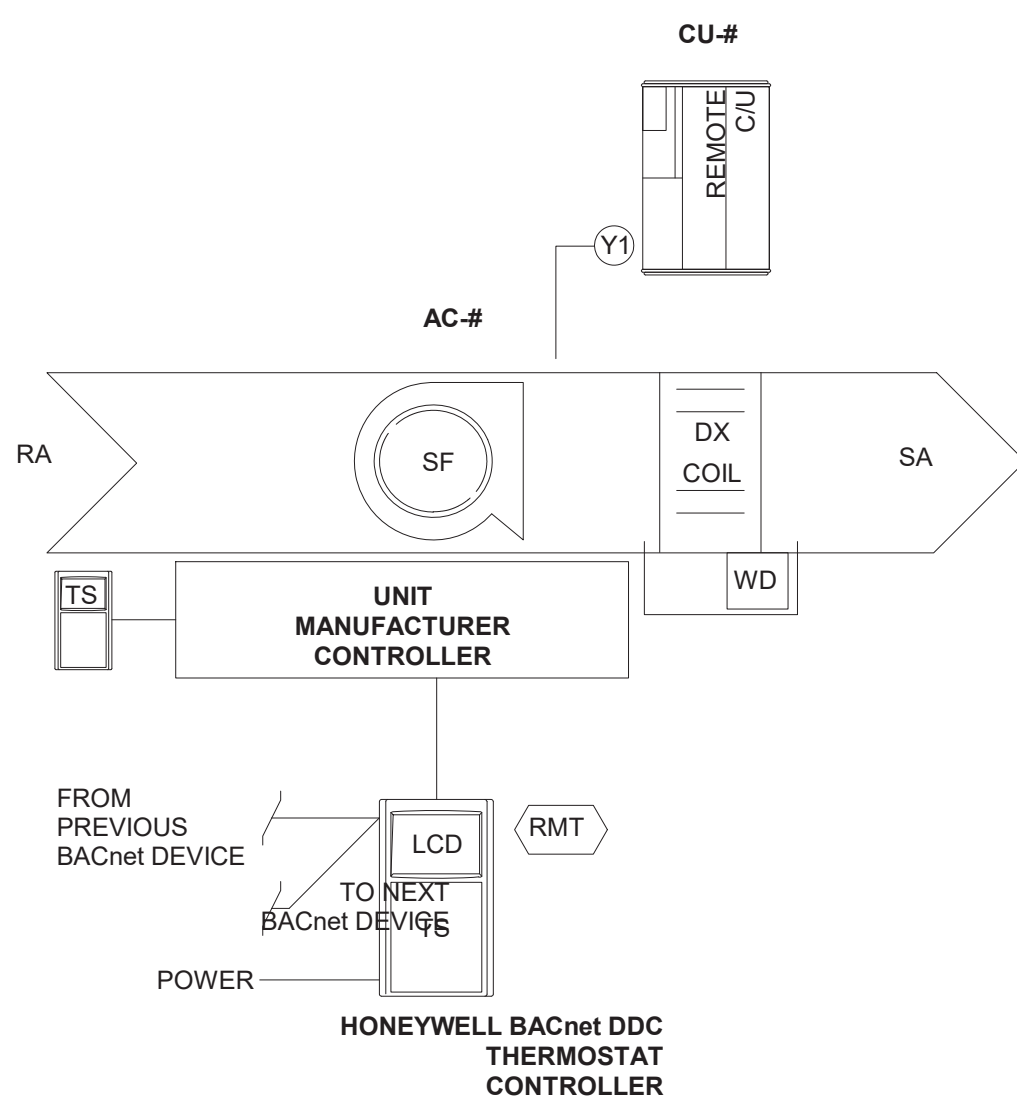 CU-#
REMOTE
C/U
Y1
AC-#
RA
SF
DX
COIL
SA
TS
UNIT
MANUFACTURER
CONTROLLER
WD
FROM
PREVIOUS
BACnet DEVICE
LCD
RMT
TO NEXT
BACnet DEVICE
TS
POWER
HONEYWELL BACnet DDC
THERMOSTAT
CONTROLLER